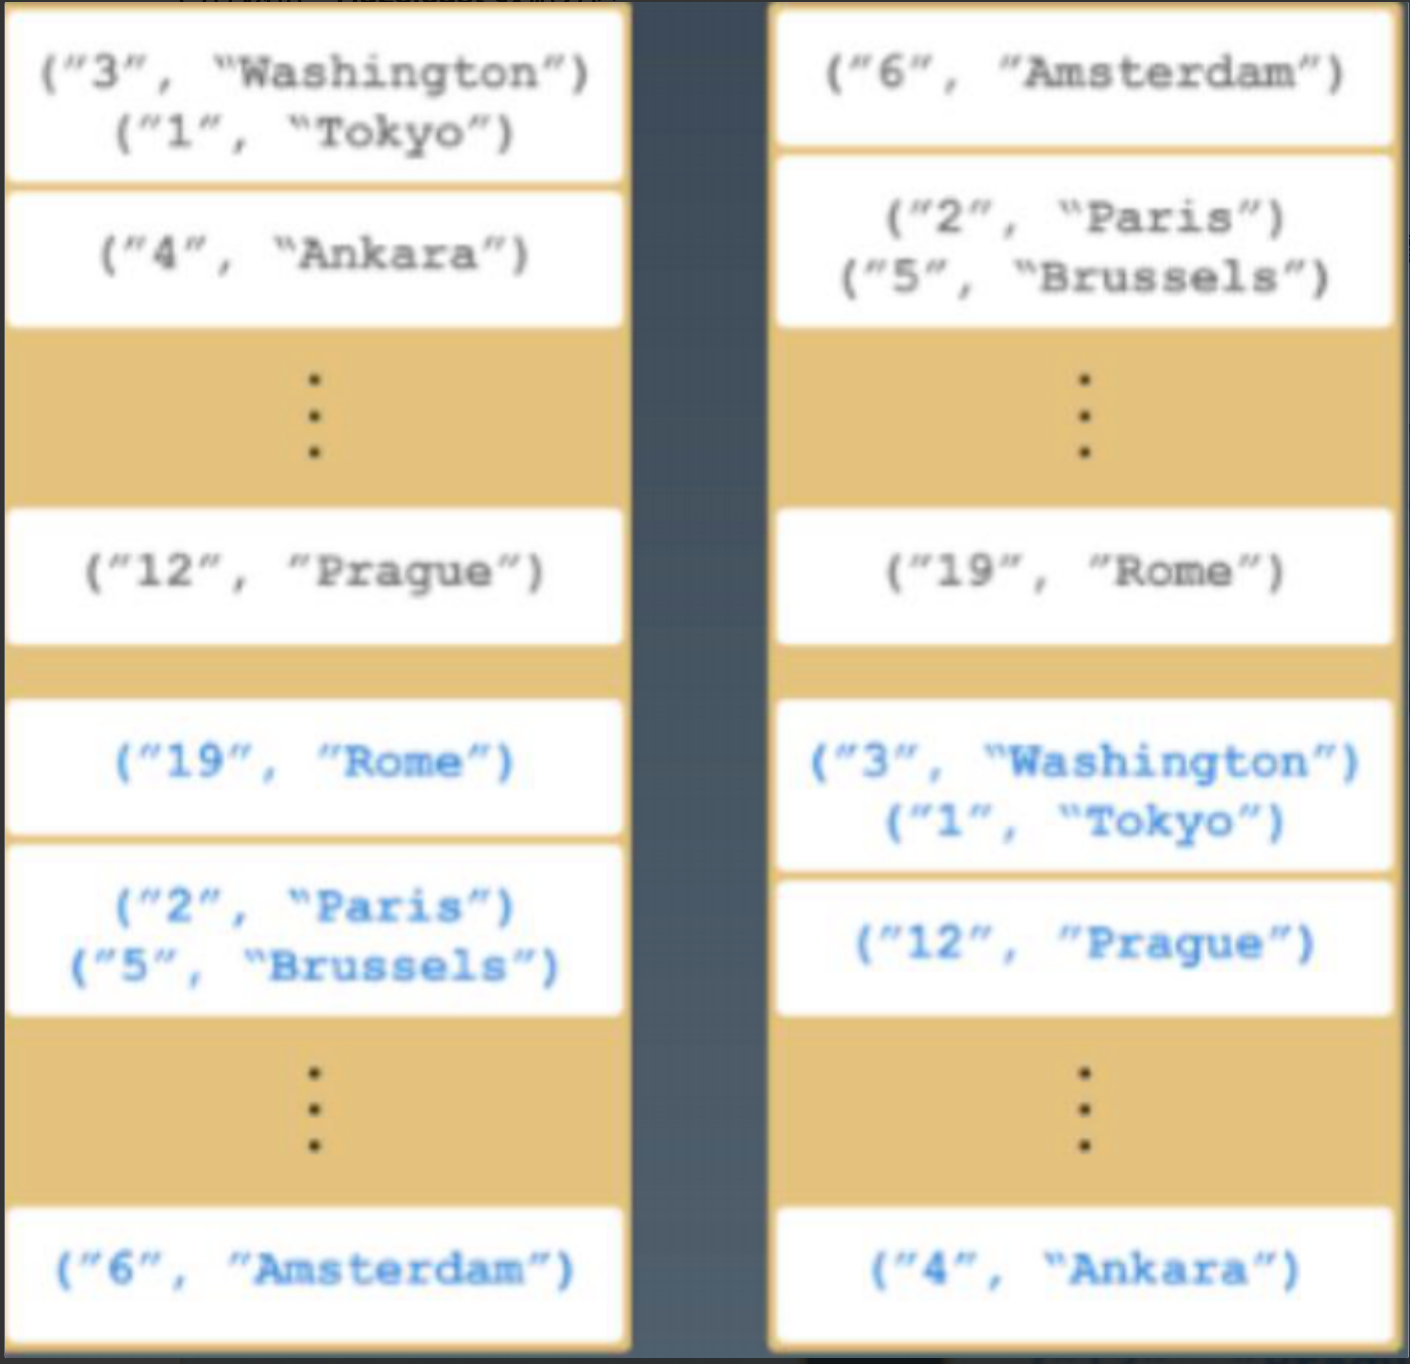 (″3″, “Washington″)
(″1″, “Tokyo″)
(″4″, “Ankara″)
(″12″, ″Prague″)
(″19″, ″Rome″)
(″2″, “Paris″)
(″5″, “Brussels″)
(″6″, ″Amsterdam″)
(″6″, ″Amsterdam″)
(″2″, “Paris″)
(″5″, “Brussels″)
(″19″, ″Rome″)
(″3″, “Washington″)
(″1″, “Tokyo″)
(″12″, ″Prague″)
(″4″, “Ankara″)